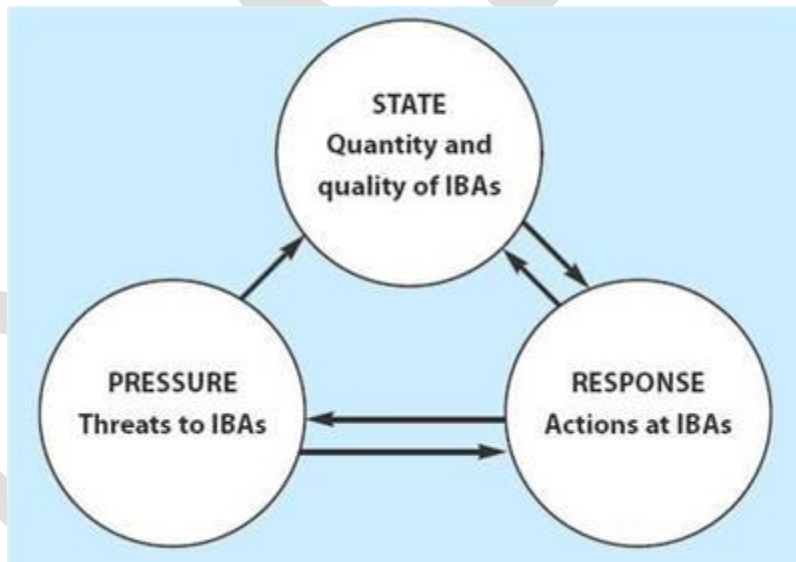 STATE
Quantity and
quality of IBAs
PRESSURE
Threats to IBAs
RESPONSE
Actions at IBAs